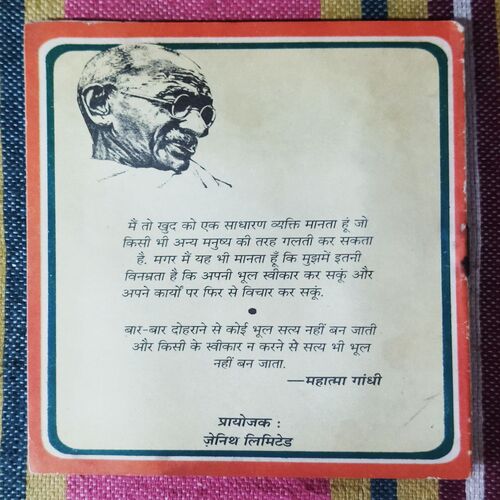 मैं तो खुद को एक साधारण व्यक्ति मानता हूं जो
किसी भी अन्य मनुष्य की तरह गलती कर सकता
है. मगर मैं यह भी मानता हूँ कि मुझमें इतनी
विनम्रता है कि अपनी भूल स्वीकार कर सकूं और
अपने कार्यों पर फिर से विचार कर सकूं.
•
बार-बार दोहराने से कोई भूल सत्य नहीं बन जाती
और किसी के स्वीकार न करने से सत्य भी भूल
नहीं बन जाता.
—महात्मा गांधी
प्रायोजक :
ज़ेनिथ लिमिटेड